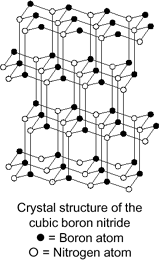 Crystal structure of the
cubic boron nitride
● = Boron atom
○ = Nitrogen atom